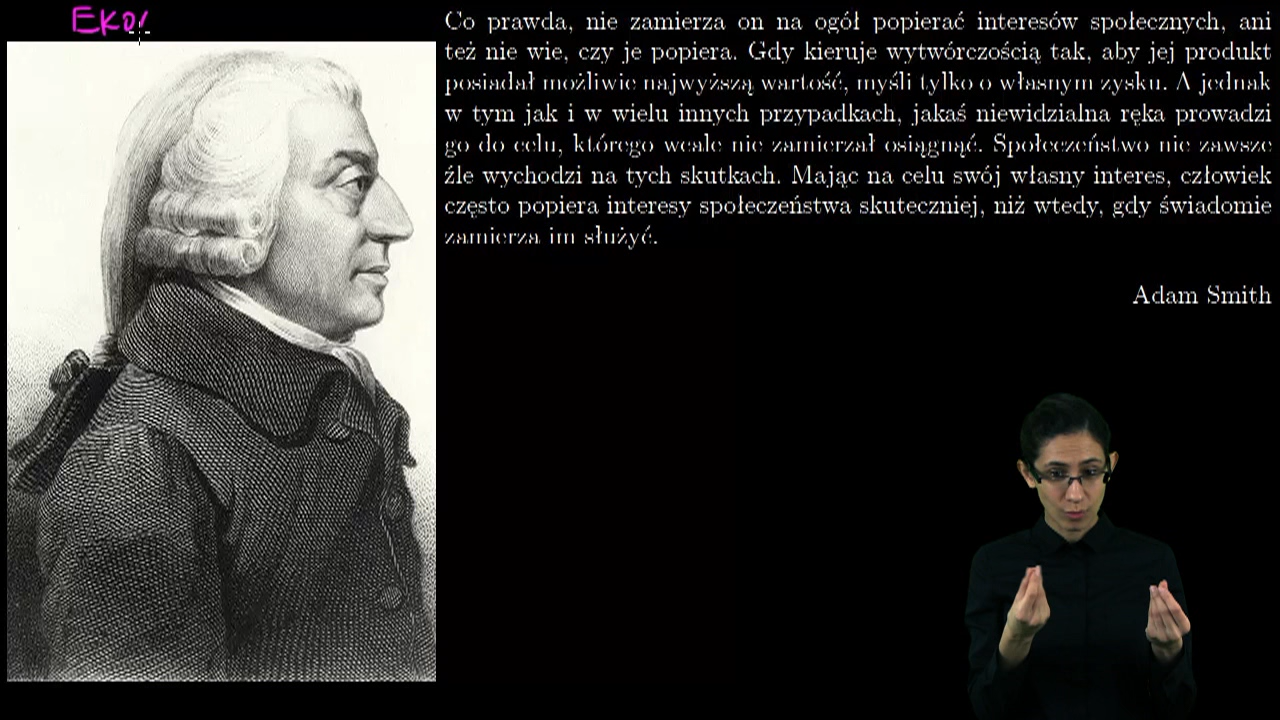 EKO
Co prawda, nie zamierza on na ogół popierać interesów społecznych, ani
też nie wie, czy je popiera. Gdy kieruje wytwórczością tak, aby jej produkt
posiadał możliwie najwyższą wartość, myśli tylko o własnym zysku. A jednak
w tym jak i w wielu innych przypadkach, jakaś niewidzialna ręka prowadzi
go do celu, którego wcale nie zamierzał osiągnąć. Społeczeństwo nie zawsze
źle wychodzi na tych skutkach. Mając na celu swój własny interes, człowiek
często popiera interesy społeczeństwa skuteczniej, niż wtedy, gdy świadomie
zamierza im służyć.
Adam Smith